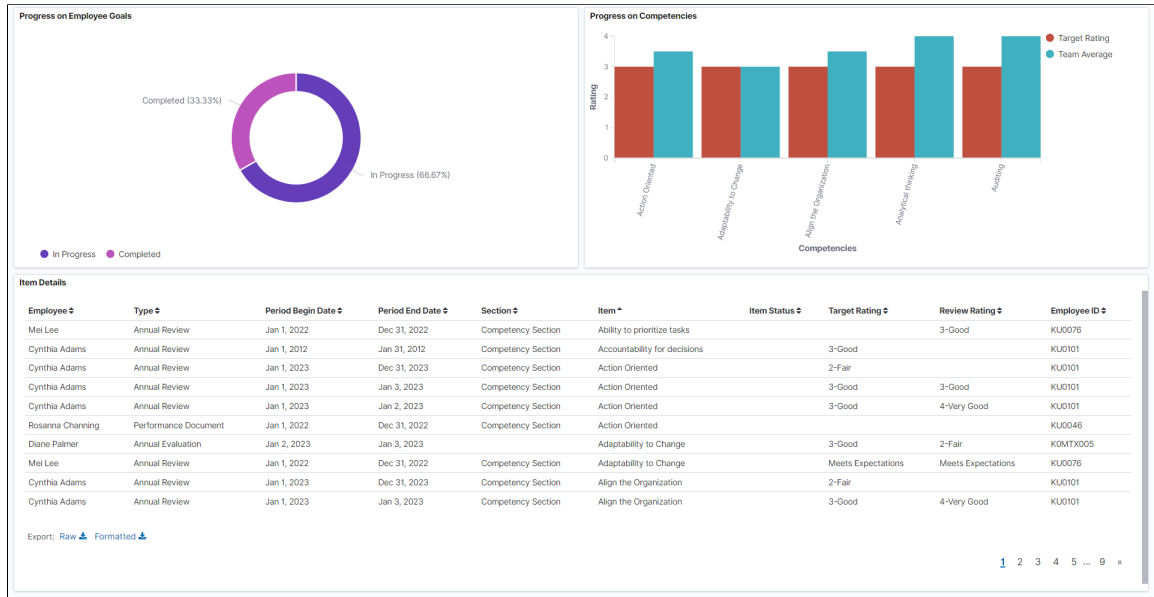 Progress on Employee Goals
Completed (33.33%)
In Progress (66.67%)
In Progress Completed
Progress on Competencies
4
3
2
1
0
Rating
Action Oriented
Adaptability to Change
Align the Organization
Analytical thinking
Auditing
Competencies
Target Rating
Team Average
Item Details
Employee Type Period Begin Date Period End Date Section Item Item Status Target Rating Review Rating Employee ID
Mei Lee Annual Review Jan 1, 2022 Dec 31, 2022 Competency Section Ability to prioritize tasks 3-Good KU0076
Cynthia Adams Annual Review Jan 1, 2012 Jan 31, 2012 Competency Section Accountability for decisions 3-Good KU0101
Cynthia Adams Annual Review Jan 1, 2023 Dec 31, 2023 Competency Section Action Oriented 2-Fair KU0101
Cynthia Adams Annual Review Jan 1, 2023 Jan 3, 2023 Competency Section Action Oriented 3-Good 3-Good KU0101
Cynthia Adams Annual Review Jan 1, 2023 Jan 2, 2023 Competency Section Action Oriented 3-Good 4-Very Good KU0101
Rosanna Channing Performance Document Jan 1, 2022 Dec 31, 2022 Competency Section Action Oriented KU0046
Diane Palmer Annual Evaluation Jan 2, 2023 Jan 3, 2023 Adaptability to Change 3-Good 2-Fair K0MTX005
Mei Lee Annual Review Jan 1, 2022 Dec 31, 2022 Competency Section Adaptability to Change Meets Expectations Meets Expectations KU0076
Cynthia Adams Annual Review Jan 1, 2023 Dec 31, 2023 Competency Section Align the Organization 2-Fair KU0101
Cynthia Adams Annual Review Jan 1, 2023 Jan 3, 2023 Competency Section Align the Organization 3-Good 4-Very Good KU0101
Export: Raw Formatted
1 2 3 4 5 ... 9 »